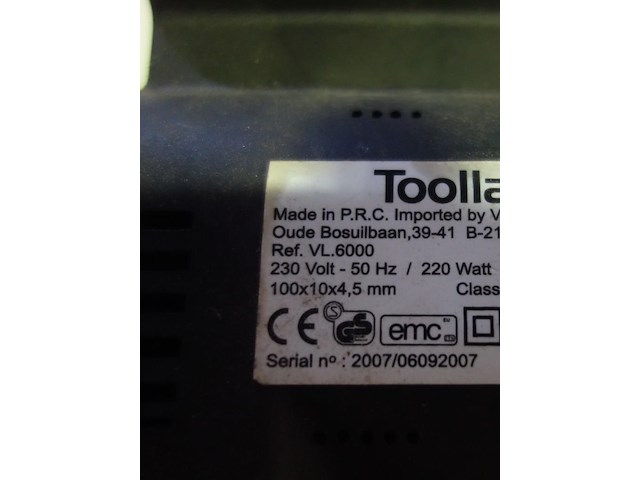 Toolla
Made in P.R.C. Imported by V
Oude Bosuilbaan,39-41 B-21
Ref. VL.6000
230 Volt - 50 Hz / 220 Watt
100x10x4,5 mm Class
CE S GS emc
Serial nº : 2007/06092007